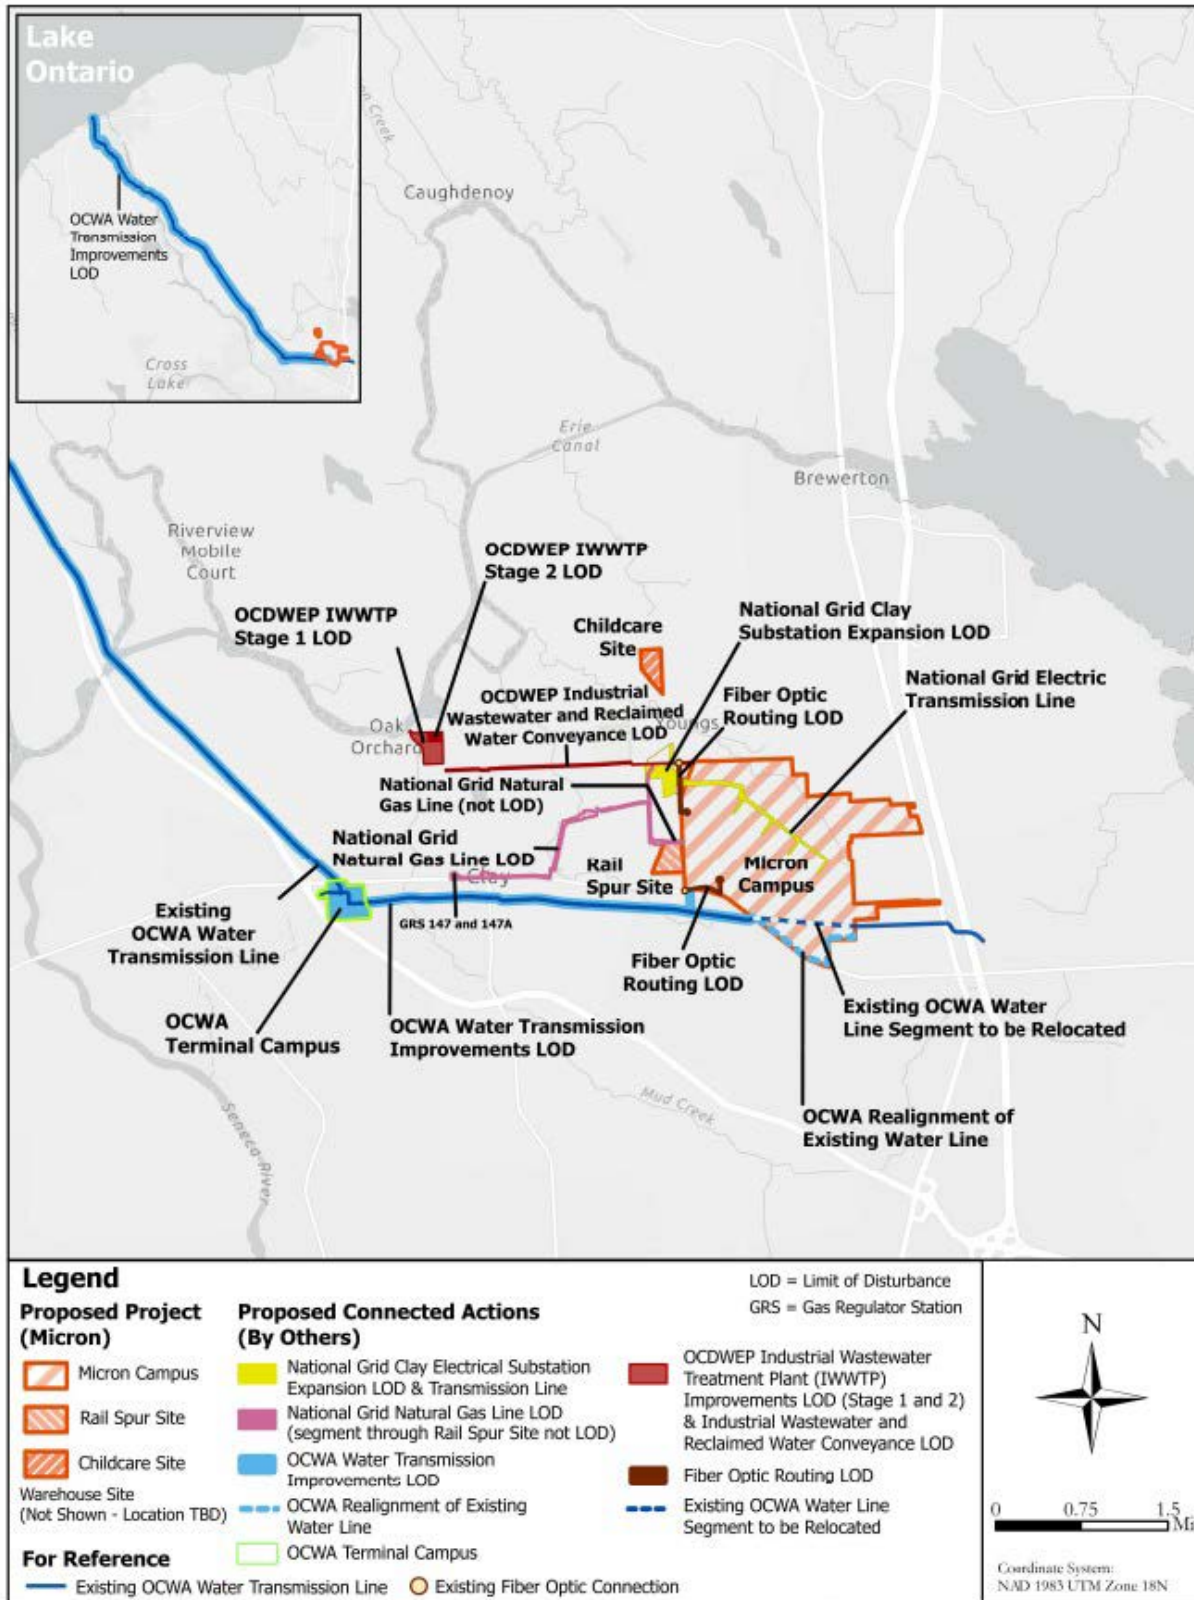 Lake
Ontario
OCWA Water
Transmission
Improvements
LOD
Cross
Lake
Creek
Caughdenoy
Erie
Canal
Brewerton
Riverview
Mobile
Court
OCDWEP IWWTP
Stage 2 LOD
OCDWEP IWWTP
Stage 1 LOD
Childcare
Site
National Grid Clay
Substation Expansion LOD
National Grid Electric
Transmission Line
OCDWEP Industrial
Wastewater and Reclaimed
Water Conveyance LOD
Fiber Optic
Routing LOD
Youngs
Oak
Orchard
National Grid Natural
Gas Line (not LOD)
National Grid
Natural Gas Line LOD
Clay
Rail
Spur Site
Micron
Campus
Existing
OCWA Water
Transmission Line
GRS 147 and 147A
Fiber Optic
Routing LOD
OCWA
Terminal Campus
OCWA Water Transmission
Improvements LOD
Existing OCWA Water
Line Segment to be Relocated
Mud Creek
OCWA Realignment of
Existing Water Line
Seneca River
Legend
LOD = Limit of Disturbance
GRS = Gas Regulator Station
Proposed Project
(Micron)
Micron Campus
Rail Spur Site
Childcare Site
Warehouse Site
(Not Shown - Location TBD)
Proposed Connected Actions
(By Others)
National Grid Clay Electrical Substation
Expansion LOD & Transmission Line
National Grid Natural Gas Line LOD
(segment through Rail Spur Site not LOD)
OCWA Water Transmission
Improvements LOD
OCWA Realignment of Existing
Water Line
OCWA Terminal Campus
OCDWEP Industrial Wastewater
Treatment Plant (IWWTP)
Improvements LOD (Stage 1 and 2)
& Industrial Wastewater and
Reclaimed Water Conveyance LOD
Fiber Optic Routing LOD
Existing OCWA Water Line
Segment to be Relocated
For Reference
Existing OCWA Water Transmission Line
Existing Fiber Optic Connection
N
0 0.75 1.5
Mi
Coordinate System:
NAD 1983 UTM Zone 18N